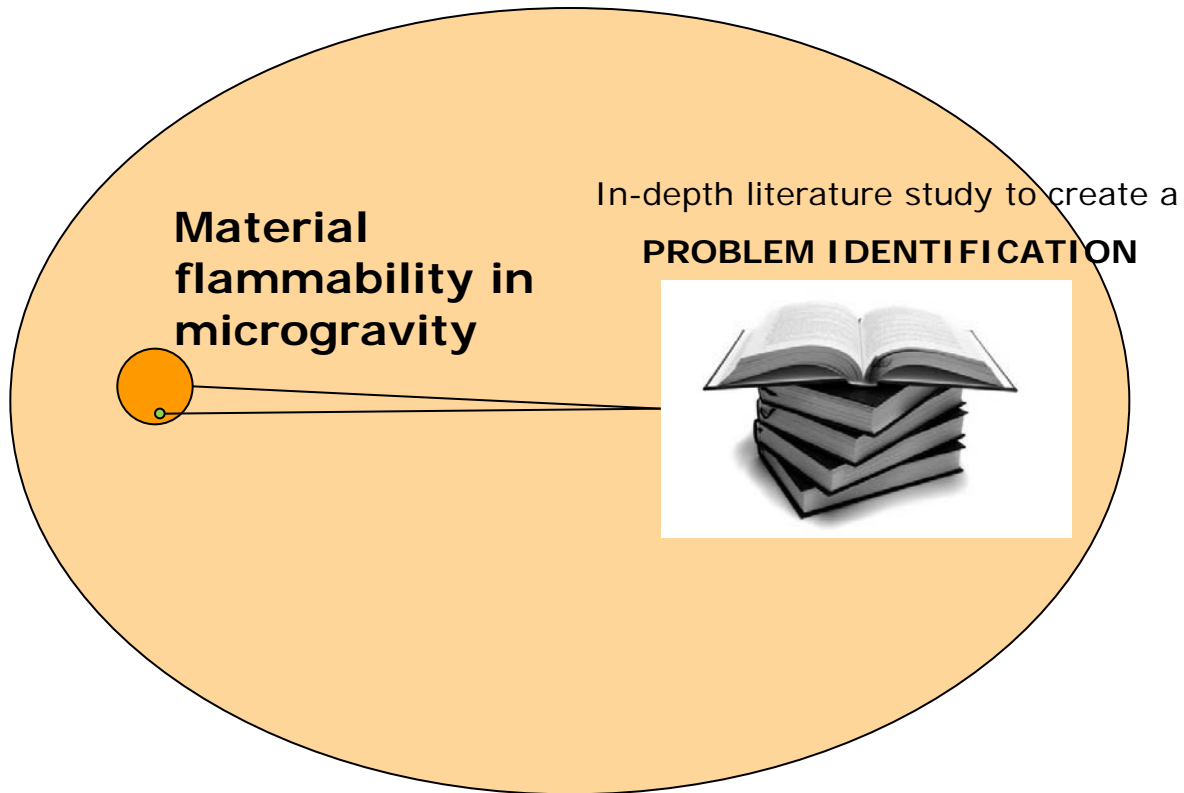 Material
flammability in
microgravity
In-depth literature study to create a
PROBLEM IDENTIFICATION